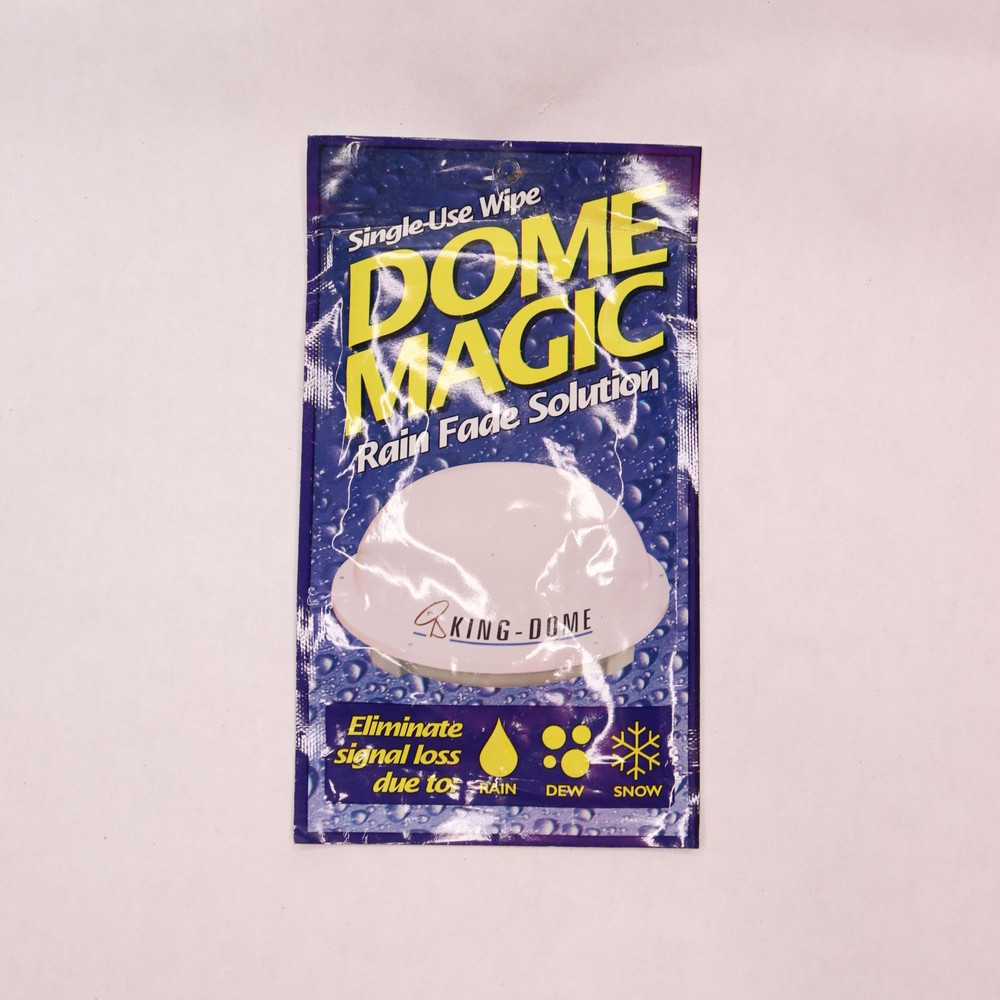 Single-Use Wipe
DOME
MAGIC
Rain Fade Solution
KING-DOME
Eliminate
signal loss
due to:
RAIN
DEW
SNOW